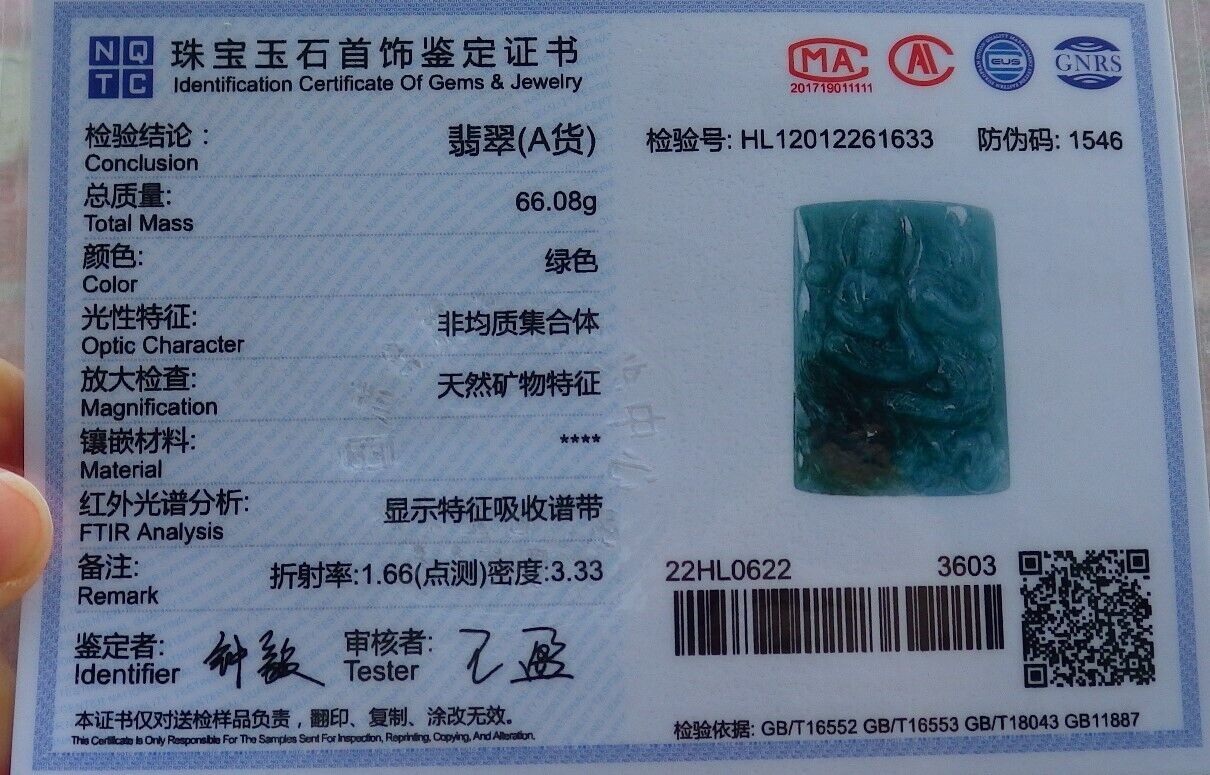 NQ
TC
珠宝玉石首饰鉴定证书
Identification Certificate Of Gems & Jewelry
MA
201719011111
AL
EUS
GNRS
检验结论：
翡翠(A货)
Conclusion
检验号: HL12012261633 防伪码: 1546
总质量:
66.08g
Total Mass
颜色:
绿色
Color
光性特征:
非均质集合体
Optic Character
放大检查:
天然矿物特征
Magnification
镶嵌材料:
****
Material
红外光谱分析:
显示特征吸收谱带
FTIR Analysis
备注:
折射率:1.66(点测)密度:3.33
Remark
22HL0622 3603
鉴定者:
Identifier
审核者:
Tester
本证书仅对送检样品负责，翻印、复制、涂改无效。
This Certificate Is Only Responsible For The Samples Sent For Inspection, Reprinting, Copying, And Alteration.
检验依据: GB/T16552 GB/T16553 GB/T18043 GB11887